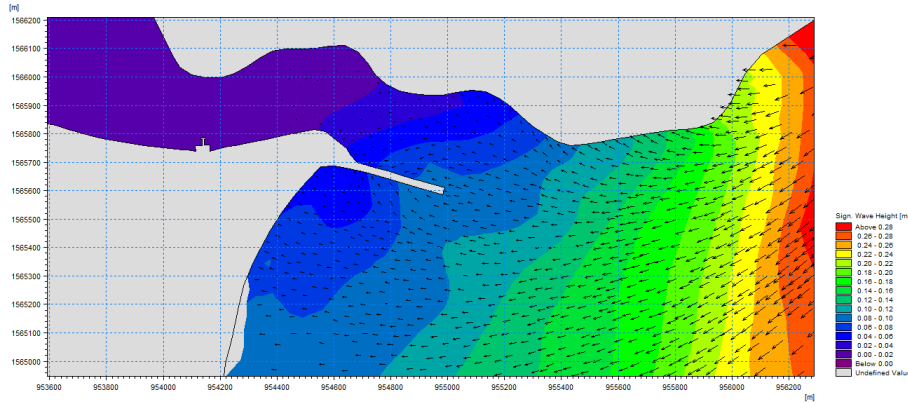 [m]
1566200
1566100
1566000
1565900
1565800
1565700
1565600
1565500
1565400
1565300
1565200
1565100
1565000
953600 953800 954000 954200 954400 954600 954800 955000 955200 955400 955600 955800 956000 956200
[m]
Sign. Wave Height [m
Above 0.28
0.26 - 0.28
0.24 - 0.26
0.22 - 0.24
0.20 - 0.22
0.18 - 0.20
0.16 - 0.18
0.14 - 0.16
0.12 - 0.14
0.10 - 0.12
0.08 - 0.10
0.06 - 0.08
0.04 - 0.06
0.02 - 0.04
0.00 - 0.02
Below 0.00
Undefined Valu